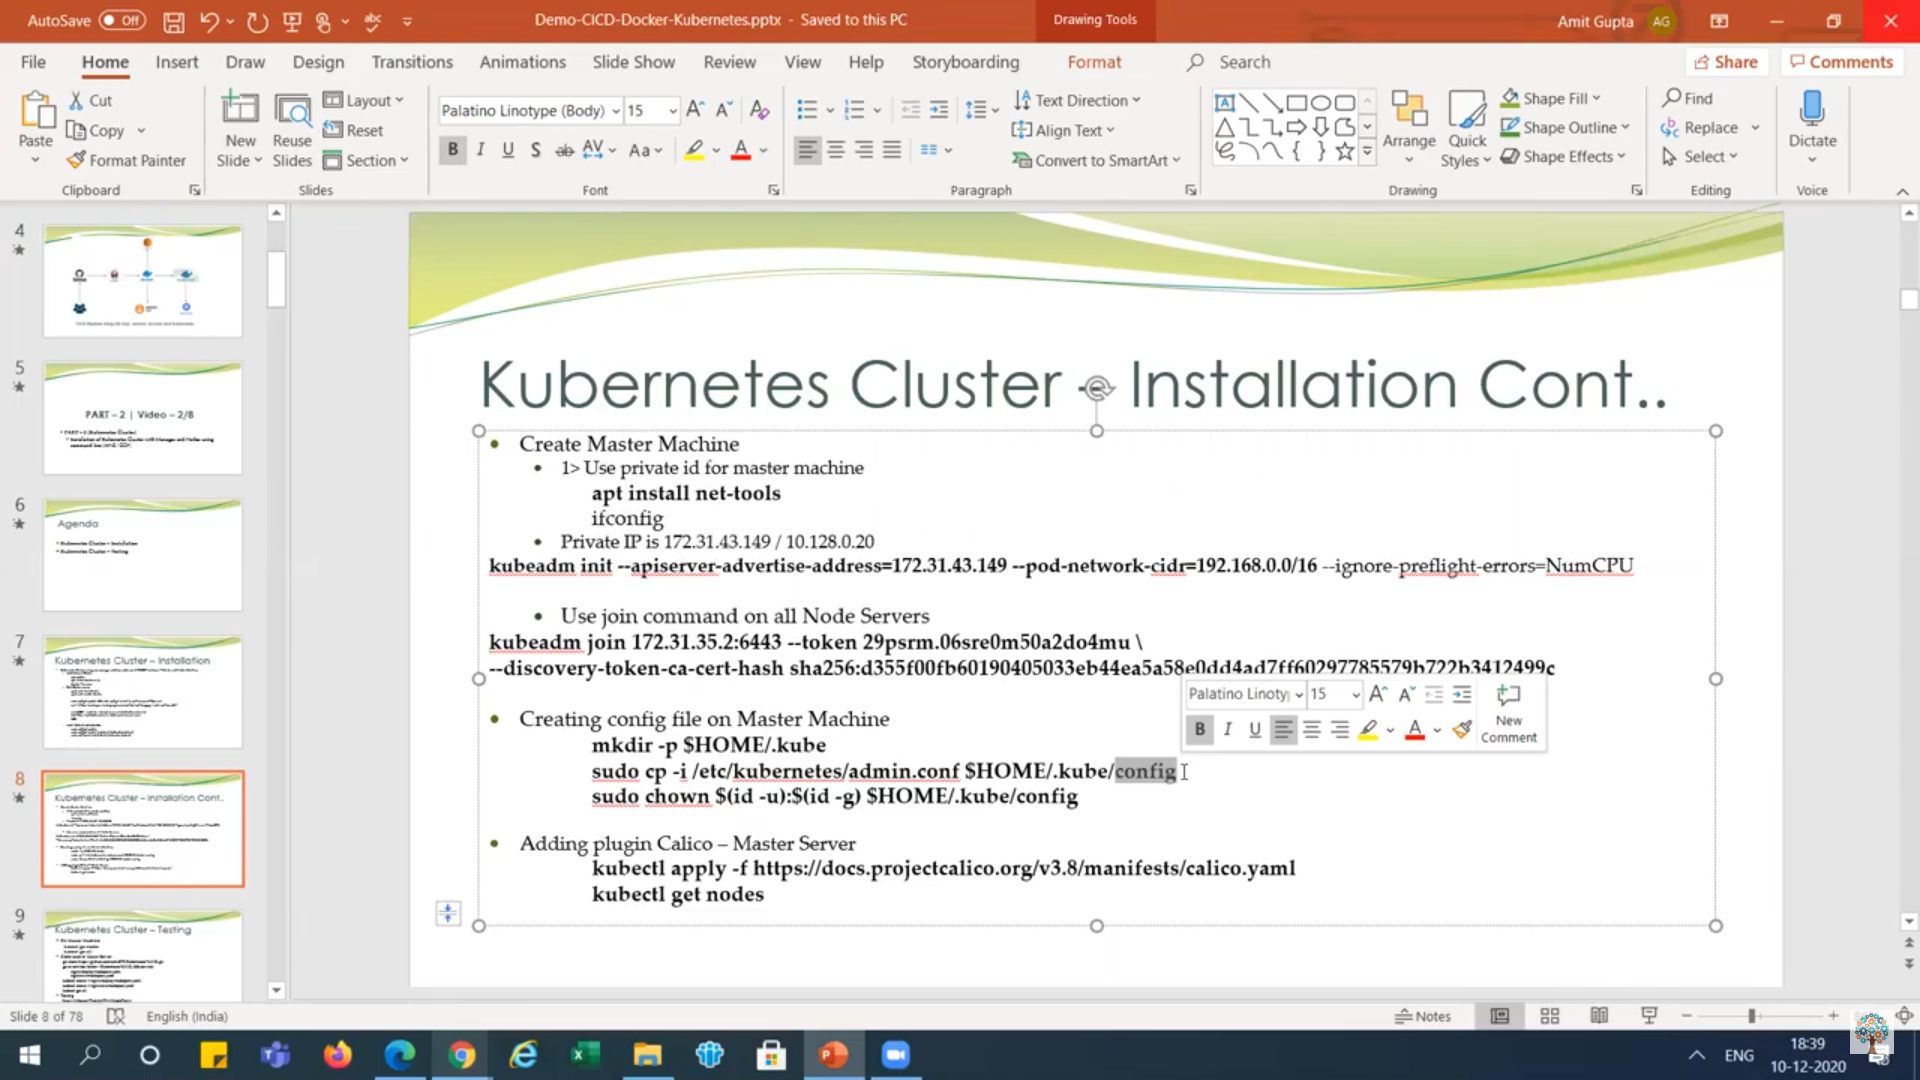 AutoSave Off
Demo-CICD-Docker-Kubernetes.pptx - Saved to this PC
Drawing Tools
Amit Gupta AG
File Home Insert Draw Design Transitions Animations Slide Show Review View Help Storyboarding Format Search
Share Comments
Paste Cut
Copy
Format Painter
Clipboard
New Slide Reuse Slides Layout
Reset
Section
Slides
Palatino Linotype (Body) 15
Font
Text Direction
Align Text
Convert to SmartArt
Paragraph
Arrange Quick Styles Shape Fill
Shape Outline
Shape Effects
Drawing
Find
Replace
Select
Editing
Dictate
Voice
4
5
PART – 2 | Video – 2/8
6
Agenda
Kubernetes Cluster – Installation
Kubernetes Cluster – Testing
7
Kubernetes Cluster – Installation
8
Kubernetes Cluster – Installation Cont..
9
Kubernetes Cluster – Testing
Kubernetes Cluster - Installation Cont..
Create Master Machine
1> Use private id for master machine
apt install net-tools
ifconfig
Private IP is 172.31.43.149 / 10.128.0.20
kubeadm init --apiserver-advertise-address=172.31.43.149 --pod-network-cidr=192.168.0.0/16 --ignore-preflight-errors=NumCPU
Use join command on all Node Servers
kubeadm join 172.31.35.2:6443 --token 29psrm.06sre0m50a2do4mu \
--discovery-token-ca-cert-hash sha256:d355f00fb60190405033eb44ea5a58e0dd4ad7ff60297785579b722b3412499c
Palatino Linoty 15
New Comment
Creating config file on Master Machine
mkdir -p $HOME/.kube
sudo cp -i /etc/kubernetes/admin.conf $HOME/.kube/config
sudo chown $(id -u):$(id -g) $HOME/.kube/config
Adding plugin Calico – Master Server
kubectl apply -f https://docs.projectcalico.org/v3.8/manifests/calico.yaml
kubectl get nodes
Slide 8 of 78
English (India)
Notes
ENG
18:39
10-12-2020